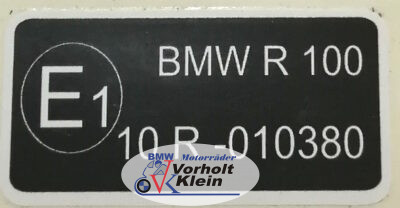 BMW R 100
E1
10 R -010380
BMW Motorräder
Vorholt
Klein